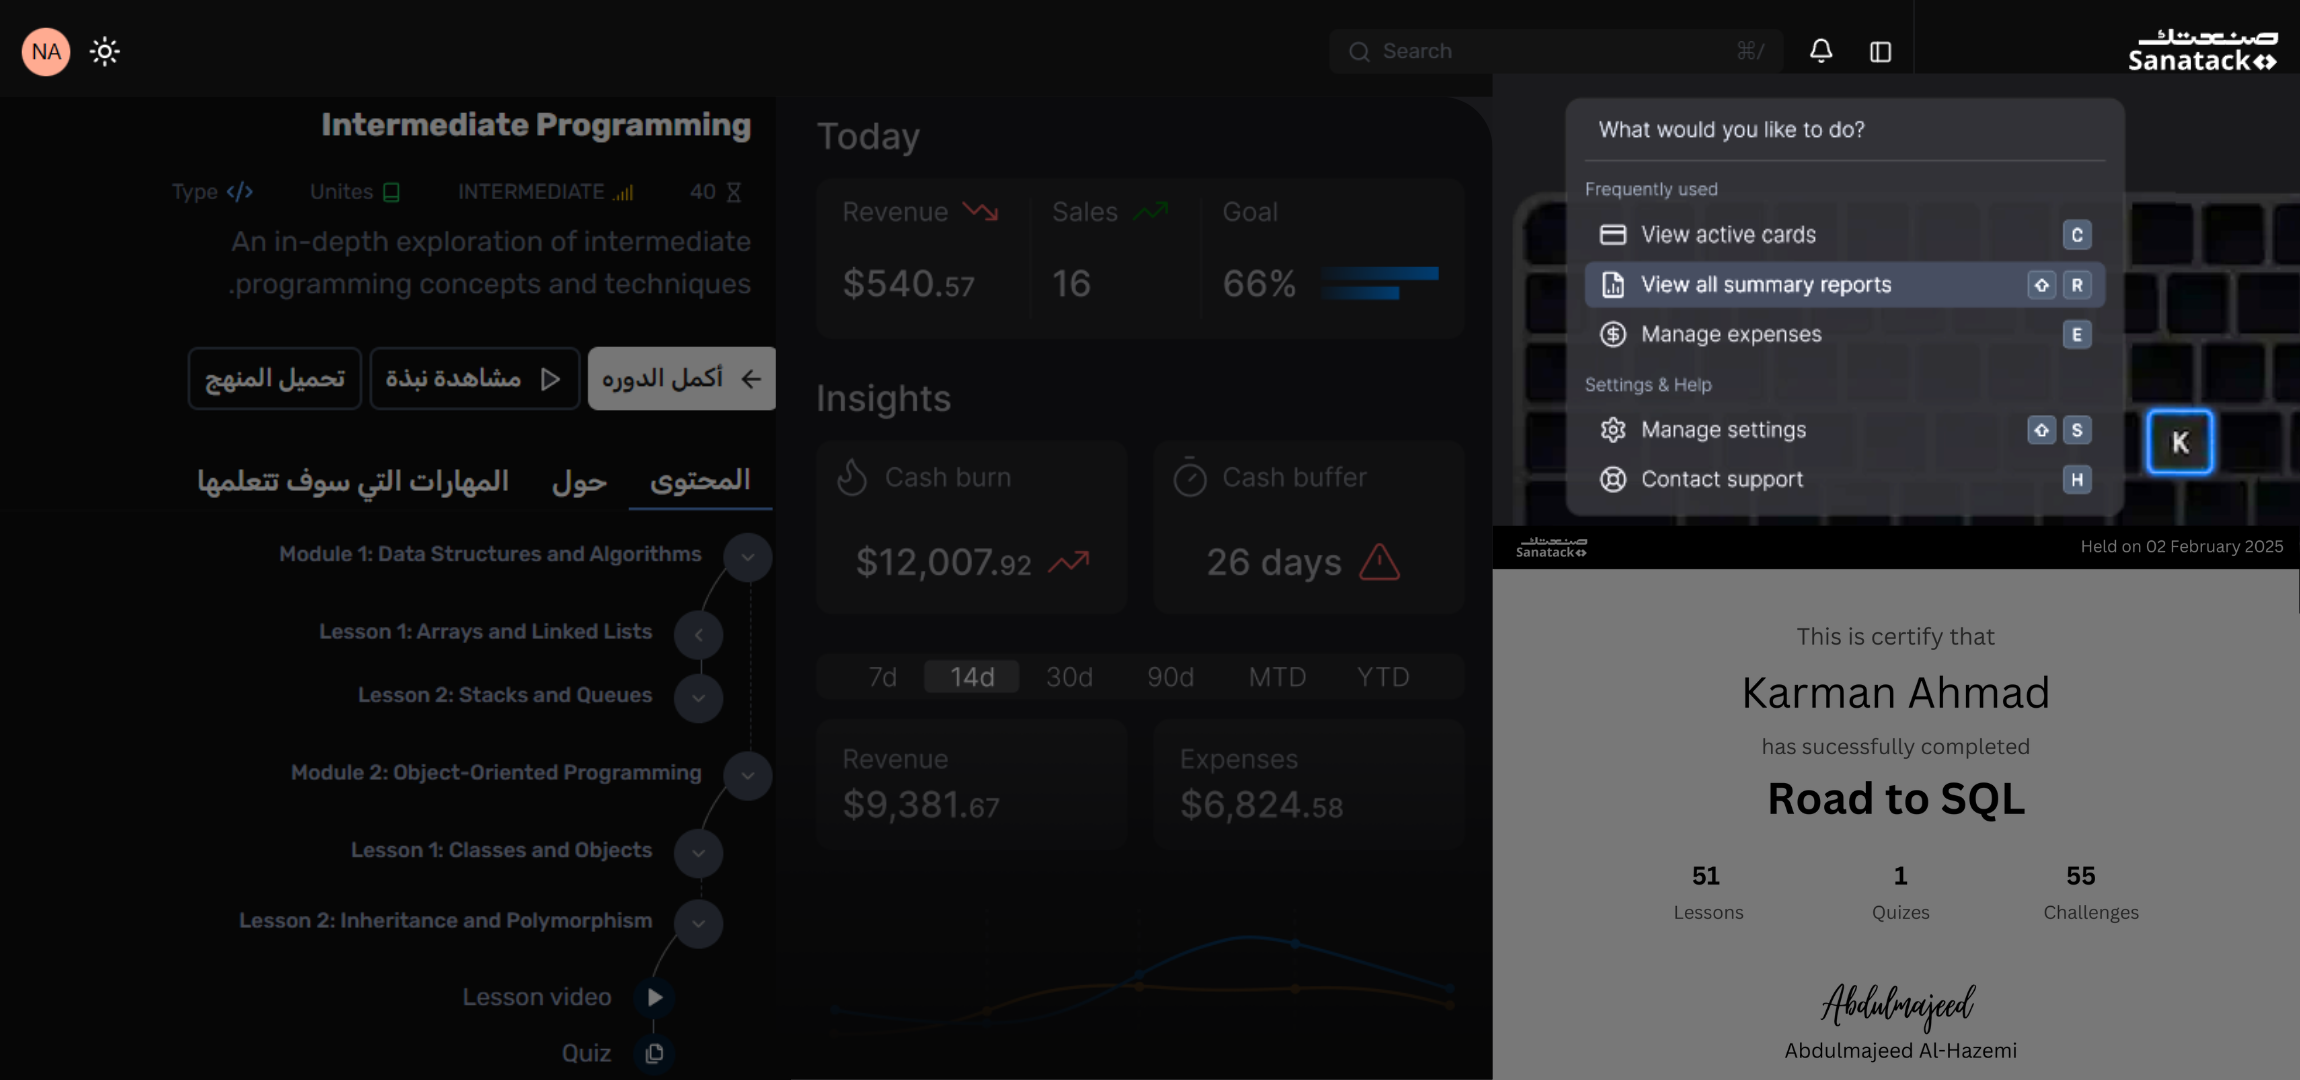 NA
Search
⌘/
صنعتك
Sanatack
Intermediate Programming
Type
Unites
INTERMEDIATE
40
An in-depth exploration of intermediate
.programming concepts and techniques
أكمل الدوره
مشاهدة نبذة
تحميل المنهج
المحتوى
حول
المهارات التي سوف تتعلمها
Module 1: Data Structures and Algorithms
Lesson 1: Arrays and Linked Lists
Lesson 2: Stacks and Queues
Module 2: Object-Oriented Programming
Lesson 1: Classes and Objects
Lesson 2: Inheritance and Polymorphism
Lesson video
Quiz
Today
Revenue
Sales
Goal
$540.57
16
66%
Insights
Cash burn
Cash buffer
$12,007.92
26 days
7d 14d 30d 90d MTD YTD
Revenue
$9,381.67
Expenses
$6,824.58
What would you like to do?
Frequently used
View active cards C
View all summary reports R
Manage expenses E
Settings & Help
Manage settings S
Contact support H
K
صنعتك
Sanatack
Held on 02 February 2025
This is certify that
Karman Ahmad
has sucessfully completed
Road to SQL
51 1 55
Lessons Quizes Challenges
Abdulmajeed
Abdulmajeed Al-Hazemi